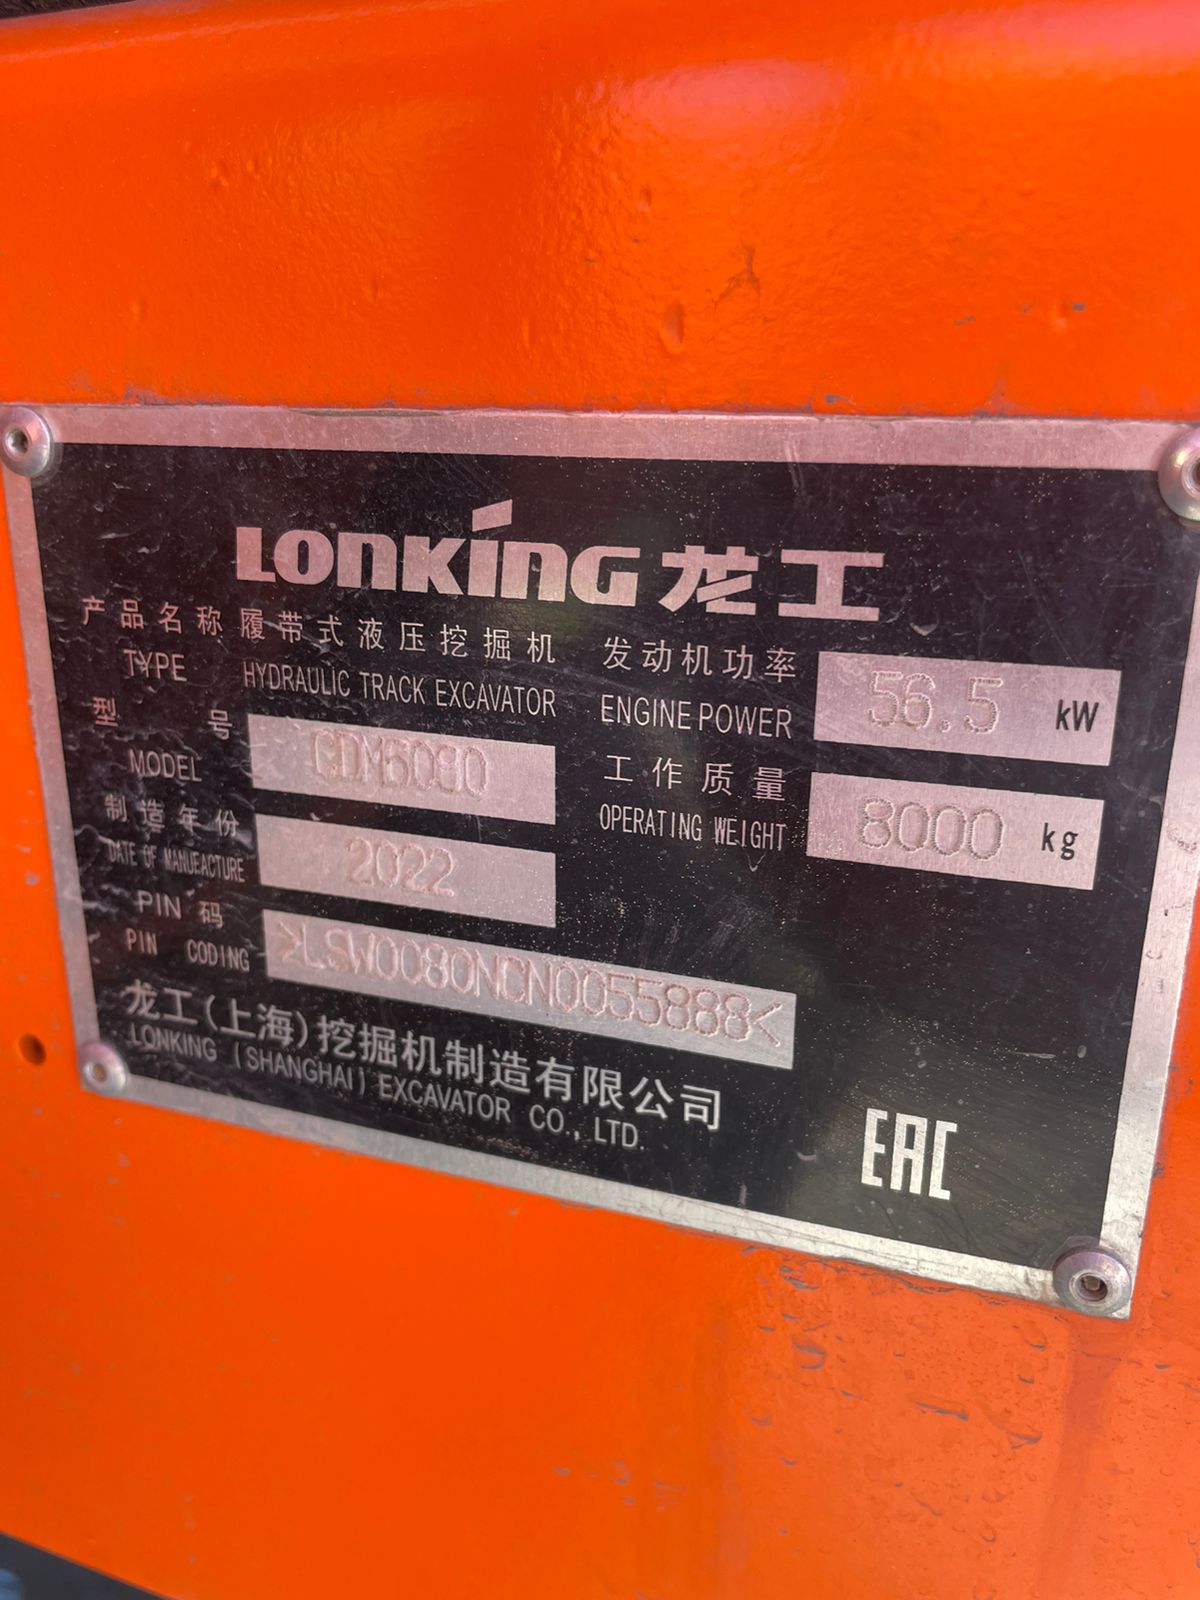 LONKING 龙工
产品名称 履带式液压挖掘机
TYPE HYDRAULIC TRACK EXCAVATOR
型号
MODEL CDM6080
制造年份
DATE OF MANUFACTURE 2022
PIN 码
PIN CODING >LSW0080NCN0055888<
发动机功率
ENGINE POWER 56.5 kW
工作质量
OPERATING WEIGHT 8000 kg
龙工(上海)挖掘机制造有限公司
LONKING (SHANGHAI) EXCAVATOR CO., LTD.
EAC